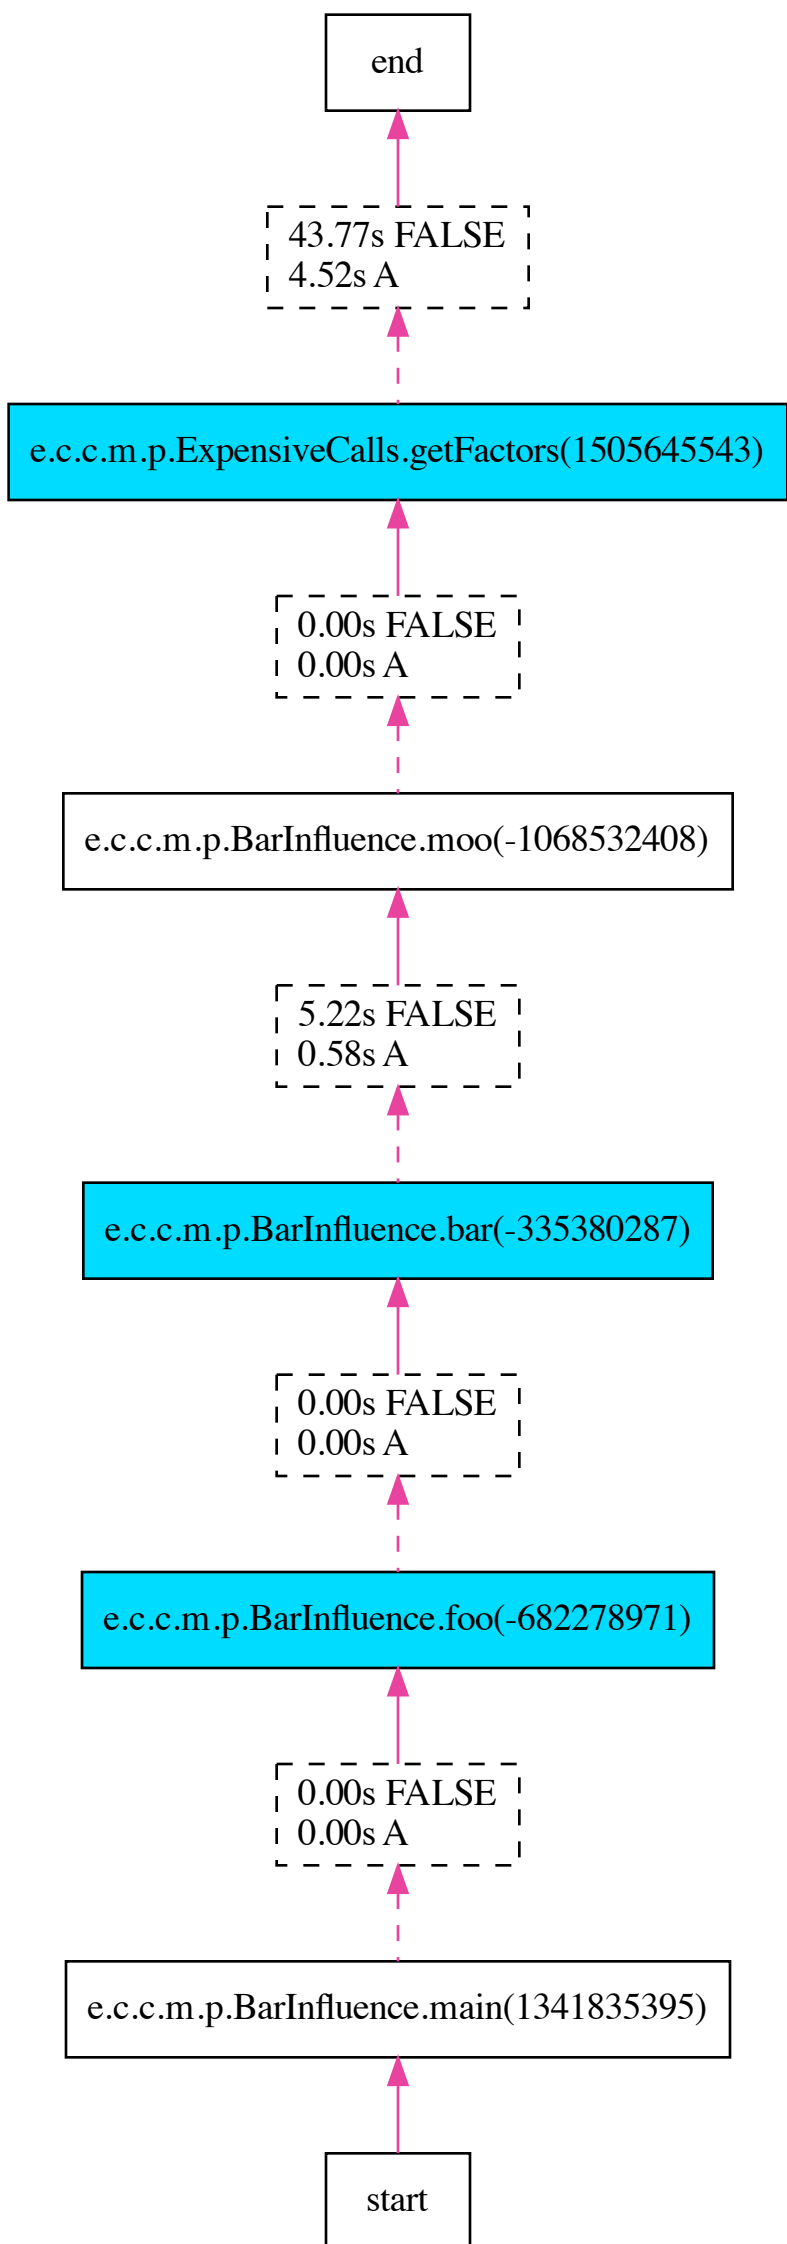 end
43.77s FALSE
4.52s A
e.c.c.m.p.ExpensiveCalls.getFactors(1505645543)
0.00s FALSE
0.00s A
e.c.c.m.p.BarInfluence.moo(-1068532408)
5.22s FALSE
0.58s A
e.c.c.m.p.BarInfluence.bar(-335380287)
0.00s FALSE
0.00s A
e.c.c.m.p.BarInfluence.foo(-682278971)
0.00s FALSE
0.00s A
e.c.c.m.p.BarInfluence.main(1341835395)
start